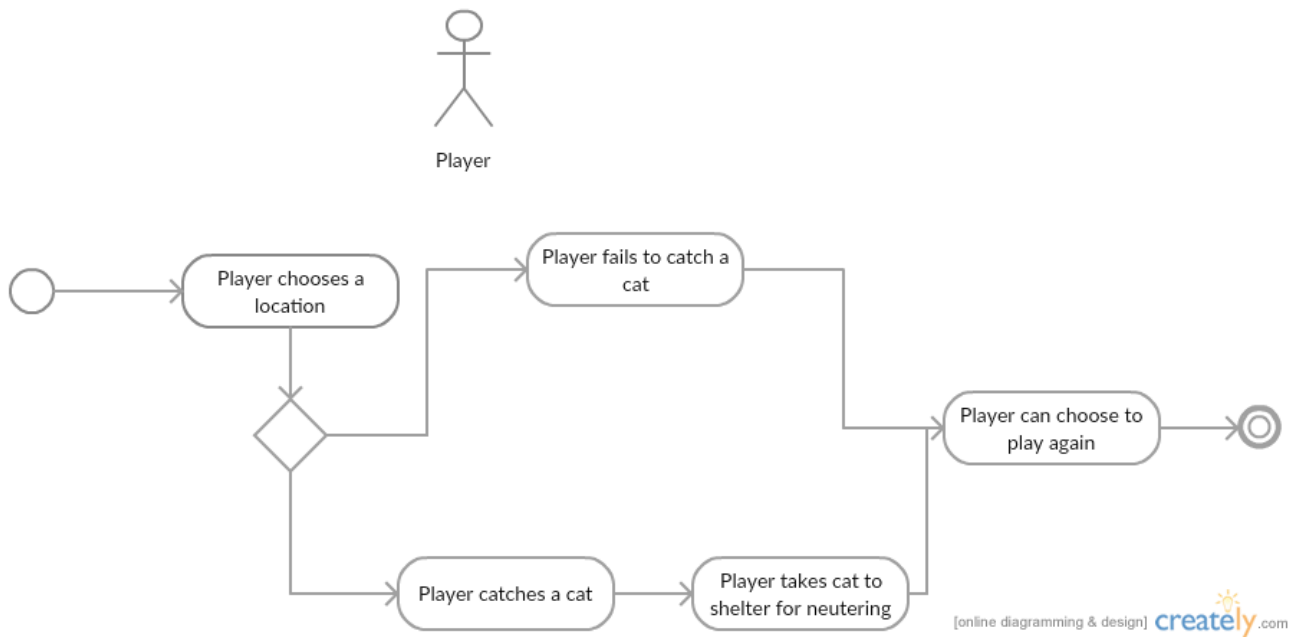 Player
Player chooses a
location
Player fails to catch a
cat
Player can choose to
play again
Player catches a cat
Player takes cat to
shelter for neutering
[online diagramming & design] creately.com